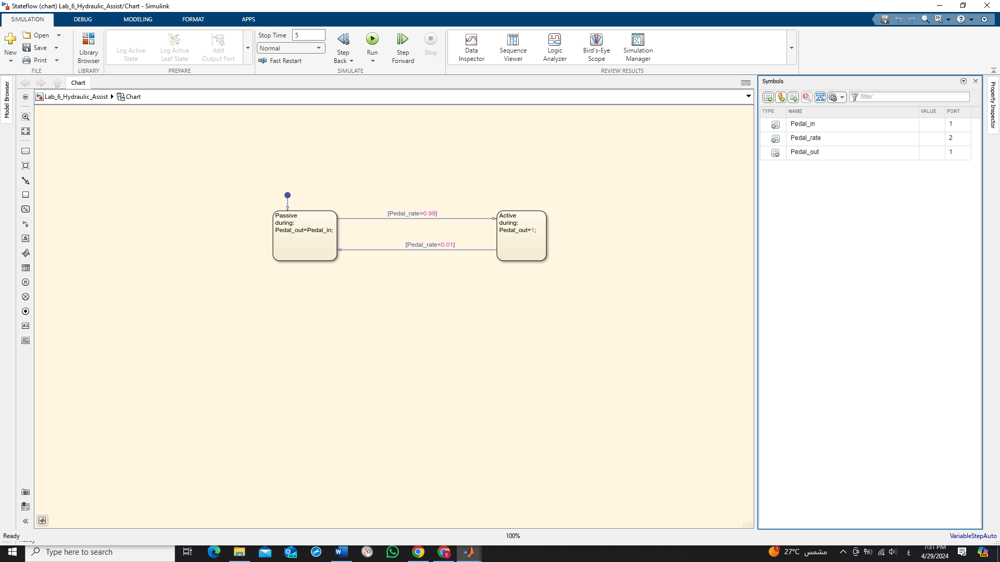 Stateflow (chart) Lab_6_Hydraulic_Assist/Chart - Simulink
SIMULATION
DEBUG
MODELING
FORMAT
APPS
New
Open
Save
Print
FILE
Library
Browser
LIBRARY
Log Active
State
Log Active
Leaf State
Add
Output Port
PREPARE
Stop Time
5
Normal
Fast Restart
Step
Back
Run
Step
Forward
Stop
SIMULATE
Data
Inspector
Sequence
Viewer
Logic
Analyzer
Bird's-Eye
Scope
Simulation
Manager
REVIEW RESULTS
Model Browser
Chart
Lab_6_Hydraulic_Assist
Chart
Passive
during:
Pedal_out=Pedal_in;
[Pedal_rate>0.99]
[Pedal_rate<0.01]
Active
during:
Pedal_out=1;
Symbols
filter
TYPE NAME VALUE PORT
Pedal_in 1
Pedal_rate 2
Pedal_out 1
Property Inspector
Ready
100%
VariableStepAuto
Type here to search
NEW
1
27°C مشمس
ع
7:31 PM
4/29/2024
PRE